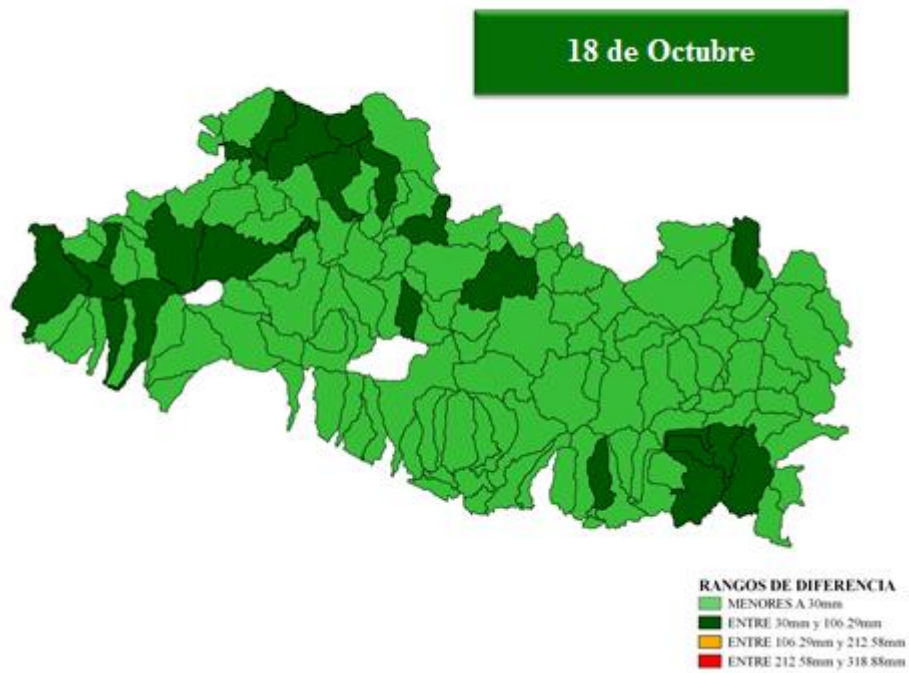 18 de Octubre
RANGOS DE DIFERENCIA
MENORES A 30mm
ENTRE 30mm y 106.29mm
ENTRE 106.29mm y 212.58mm
ENTRE 212.58mm y 318.88mm